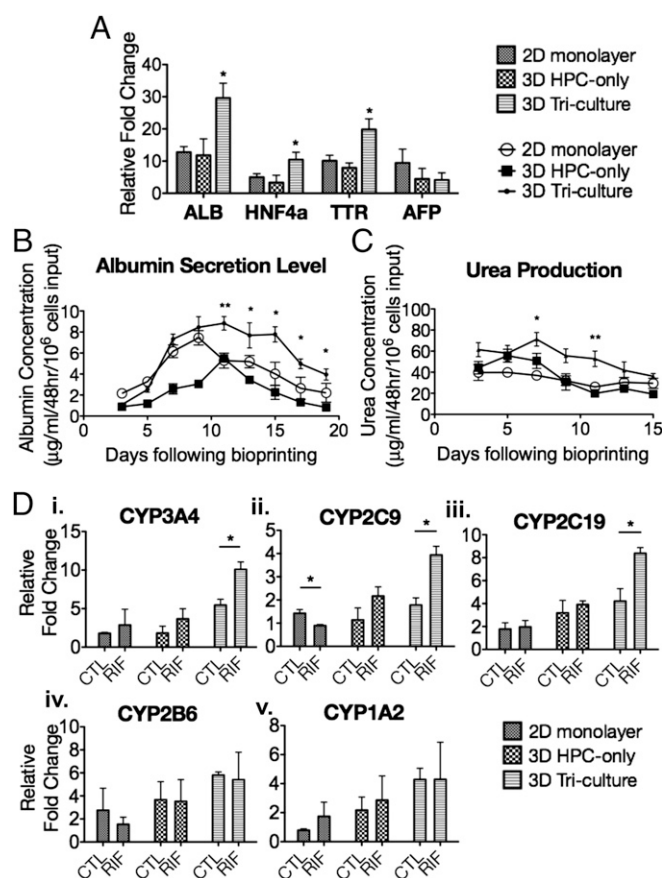 A
Relative Fold Change
40
30
20
10
0
*
*
*
ALB HNF4a TTR AFP
2D monolayer
3D HPC-only
3D Tri-culture
2D monolayer
3D HPC-only
3D Tri-culture
B
Albumin Secretion Level
Albumin Concentration
(µg/ml/48hr/10⁶ cells input)
10
8
6
4
2
0
** * * * *
0 5 10 15 20
Days following bioprinting
C
Urea Production
Urea Concentration
(µg/ml/48hr/10⁶ cells input)
100
80
60
40
20
0
* **
0 5 10 15
Days following bioprinting
D
i.
CYP3A4
Relative
Fold Change
15
10
5
0
*
CTL RIF CTL RIF CTL RIF
ii.
CYP2C9
5
4
3
2
1
0
* *
CTL RIF CTL RIF CTL RIF
iii.
CYP2C19
10
8
6
4
2
0
*
CTL RIF CTL RIF CTL RIF
iv.
CYP2B6
Relative
Fold Change
10
8
6
4
2
0
CTL RIF CTL RIF CTL RIF
v.
CYP1A2
8
6
4
2
0
CTL RIF CTL RIF CTL RIF
2D monolayer
3D HPC-only
3D Tri-culture